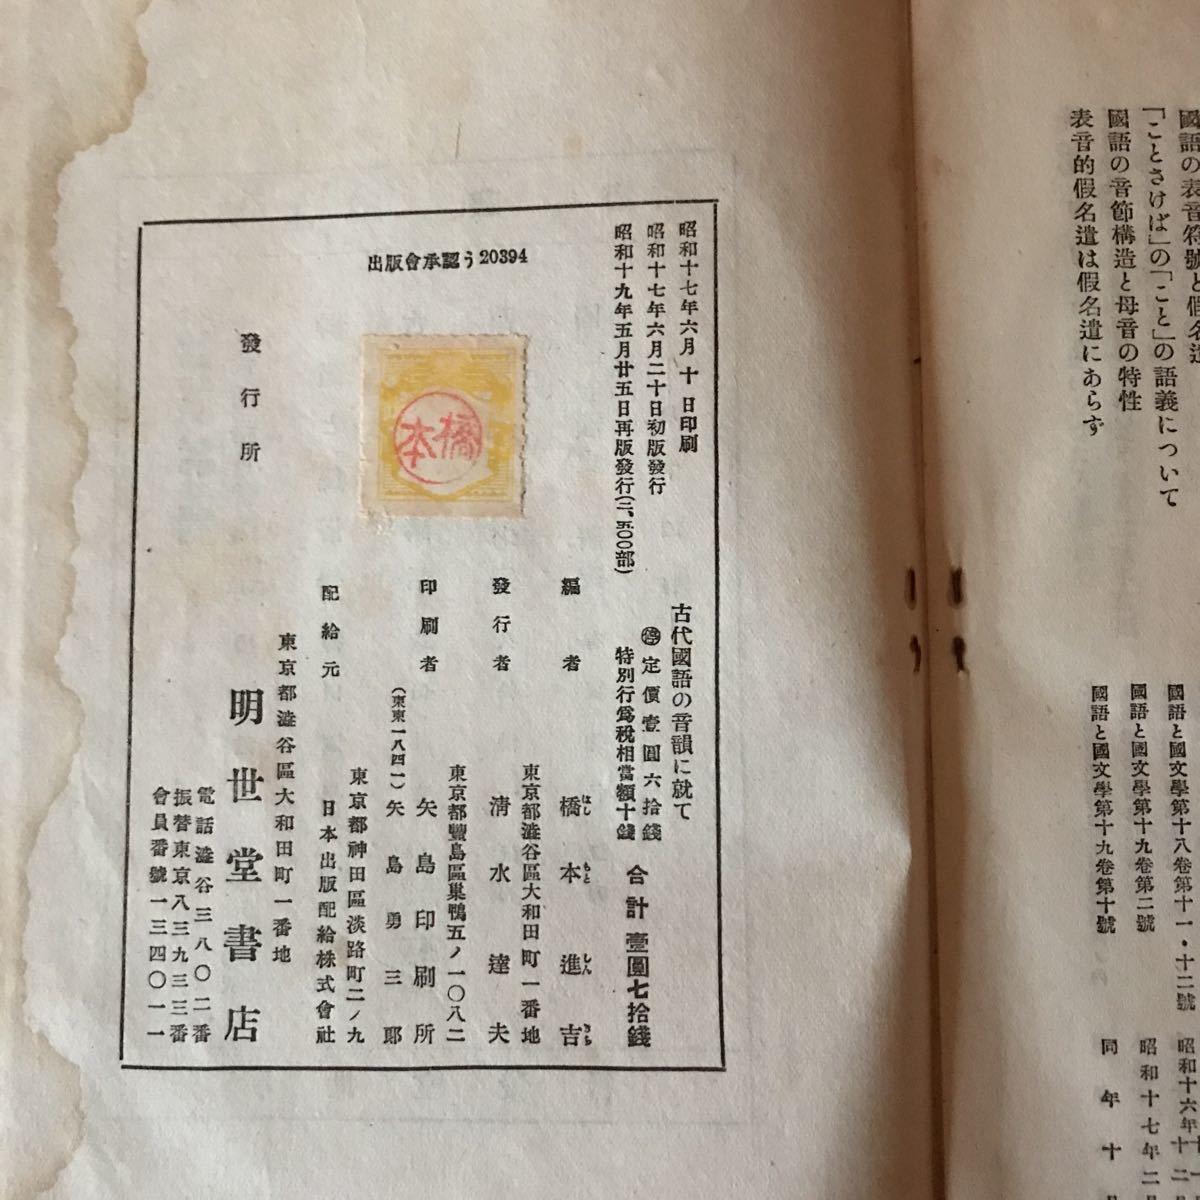 國語の表音符號と假名遣
「ことさけば」の「こと」の語義について
國語の音節構造と母音の特性
表音的假名遣は假名遣にあらず
國語と國文學第十八卷第十一・十二號
國語と國文學第十九卷第二號
國語と國文學第十九卷第十號
昭和十六年十
昭和十七年二
同年十
昭和十七年六月十日印刷
昭和十七年六月二十日初版發行
昭和十九年五月廿五日再版發行(二、五〇〇部)
出版會承認う20394
橋本
古代國語の音韻に就て
㊞定價壹圓六拾錢
特別行爲稅相當額十錢
合計壹圓七拾錢
編者 橋本進吉
はしもとしんきち
東京都澁谷區大和田町一番地
發行者 淸水達夫
東京都豐島區巢鴨五ノ一〇八二
印刷者 矢島印刷所
(東東一八四一)矢島勇三郞
東京都神田區淡路町二ノ九
配給元 日本出版配給株式會社
東京都澁谷區大和田町一番地
發行所 明世堂書店
電話澁谷三八〇二番
振替東京八三九三三番
會員番號一三四〇一一